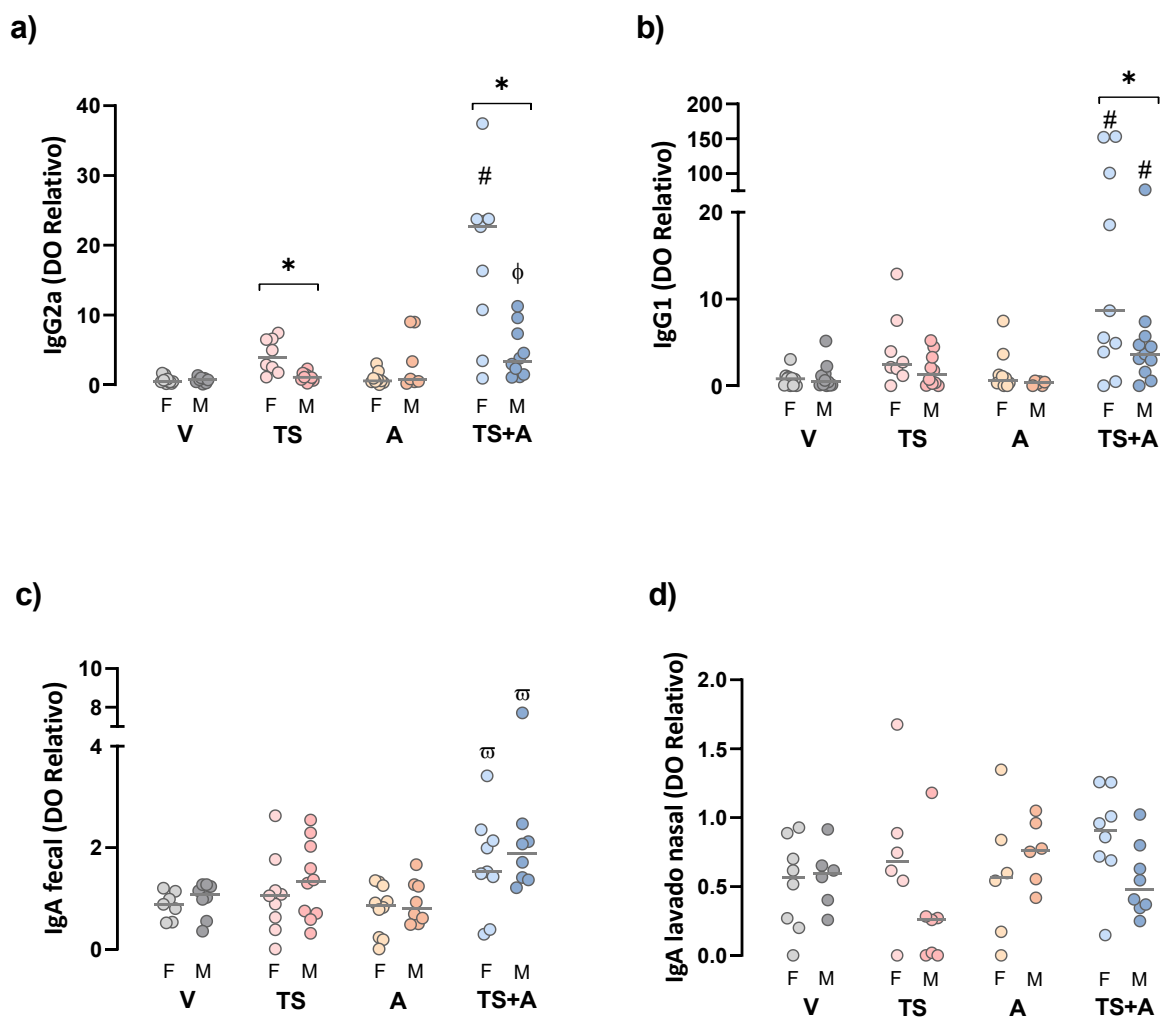 a)
IgG2a (DO Relativo)
40
30
20
10
0
*
*
#
ϕ
F M F M F M F M
V TS A TS+A
b)
IgG1 (DO Relativo)
200
150
100
20
10
0
*
#
#
F M F M F M F M
V TS A TS+A
c)
IgA fecal (DO Relativo)
10
8
4
2
0
ϖ
ϖ
F M F M F M F M
V TS A TS+A
d)
IgA lavado nasal (DO Relativo)
2.0
1.5
1.0
0.5
0.0
F M F M F M F M
V TS A TS+A